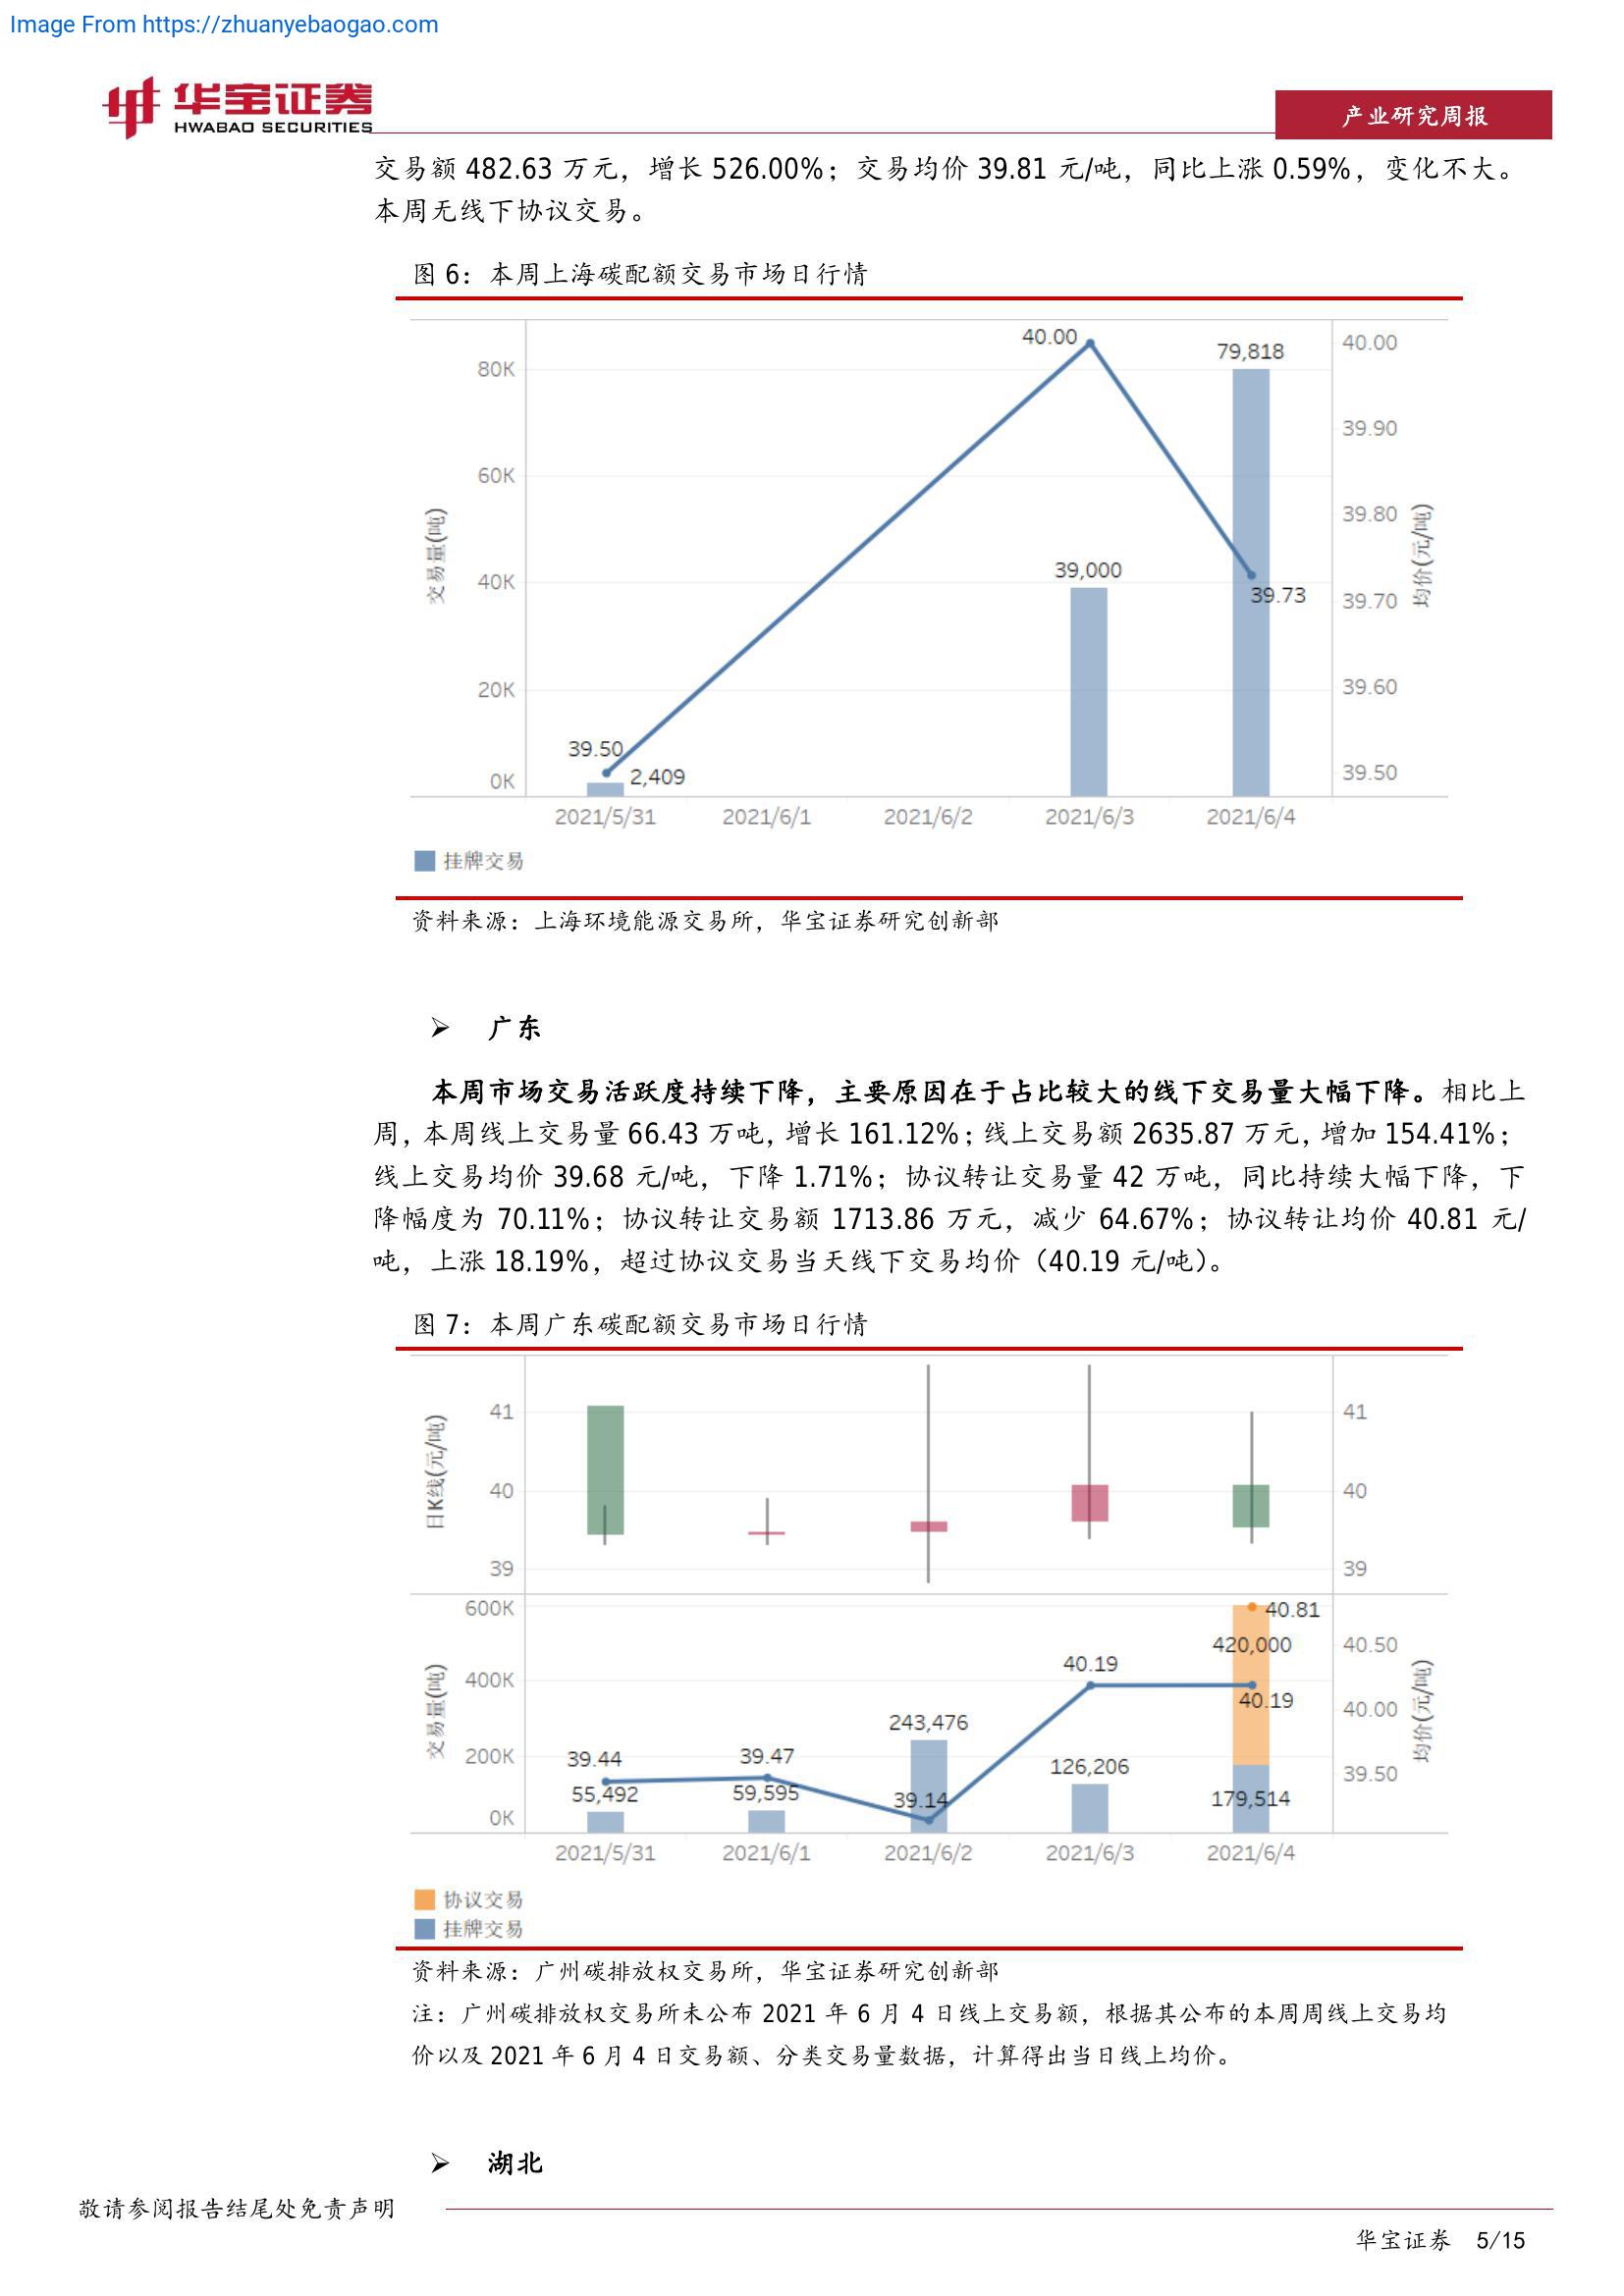 Image From https://zhuanyebaogao.com
华宝证券
HWABAO SECURITIES
产业研究周报
交易额 482.63 万元，增长 526.00%；交易均价 39.81 元/吨，同比上涨 0.59%，变化不大。
本周无线下协议交易。
图 6：本周上海碳配额交易市场日行情
40.00
79,818
40.00
80K
39.90
60K
39.80
交易量(吨)
均价(元/吨)
39,000
40K
39.73
39.70
20K
39.60
39.50
2,409
0K
39.50
2021/5/31 2021/6/1 2021/6/2 2021/6/3 2021/6/4
挂牌交易
资料来源：上海环境能源交易所，华宝证券研究创新部
➢ 广东
本周市场交易活跃度持续下降，主要原因在于占比较大的线下交易量大幅下降。相比上
周，本周线上交易量 66.43 万吨，增长 161.12%；线上交易额 2635.87 万元，增加 154.41%；
线上交易均价 39.68 元/吨，下降 1.71%；协议转让交易量 42 万吨，同比持续大幅下降，下
降幅度为 70.11%；协议转让交易额 1713.86 万元，减少 64.67%；协议转让均价 40.81 元/
吨，上涨 18.19%，超过协议交易当天线下交易均价（40.19 元/吨）。
图 7：本周广东碳配额交易市场日行情
日K线(元/吨)
41 41
40 40
39 39
600K
40.81
420,000
40.50
40.19
400K
40.19
40.00
交易量(吨)
均价(元/吨)
243,476
39.44
39.47
200K
126,206
39.50
55,492
59,595
39.14
179,514
0K
2021/5/31 2021/6/1 2021/6/2 2021/6/3 2021/6/4
协议交易
挂牌交易
资料来源：广州碳排放权交易所，华宝证券研究创新部
注：广州碳排放权交易所未公布 2021 年 6 月 4 日线上交易额，根据其公布的本周周线上交易均
价以及 2021 年 6 月 4 日交易额、分类交易量数据，计算得出当日线上均价。
➢ 湖北
敬请参阅报告结尾处免责声明
华宝证券 5/15